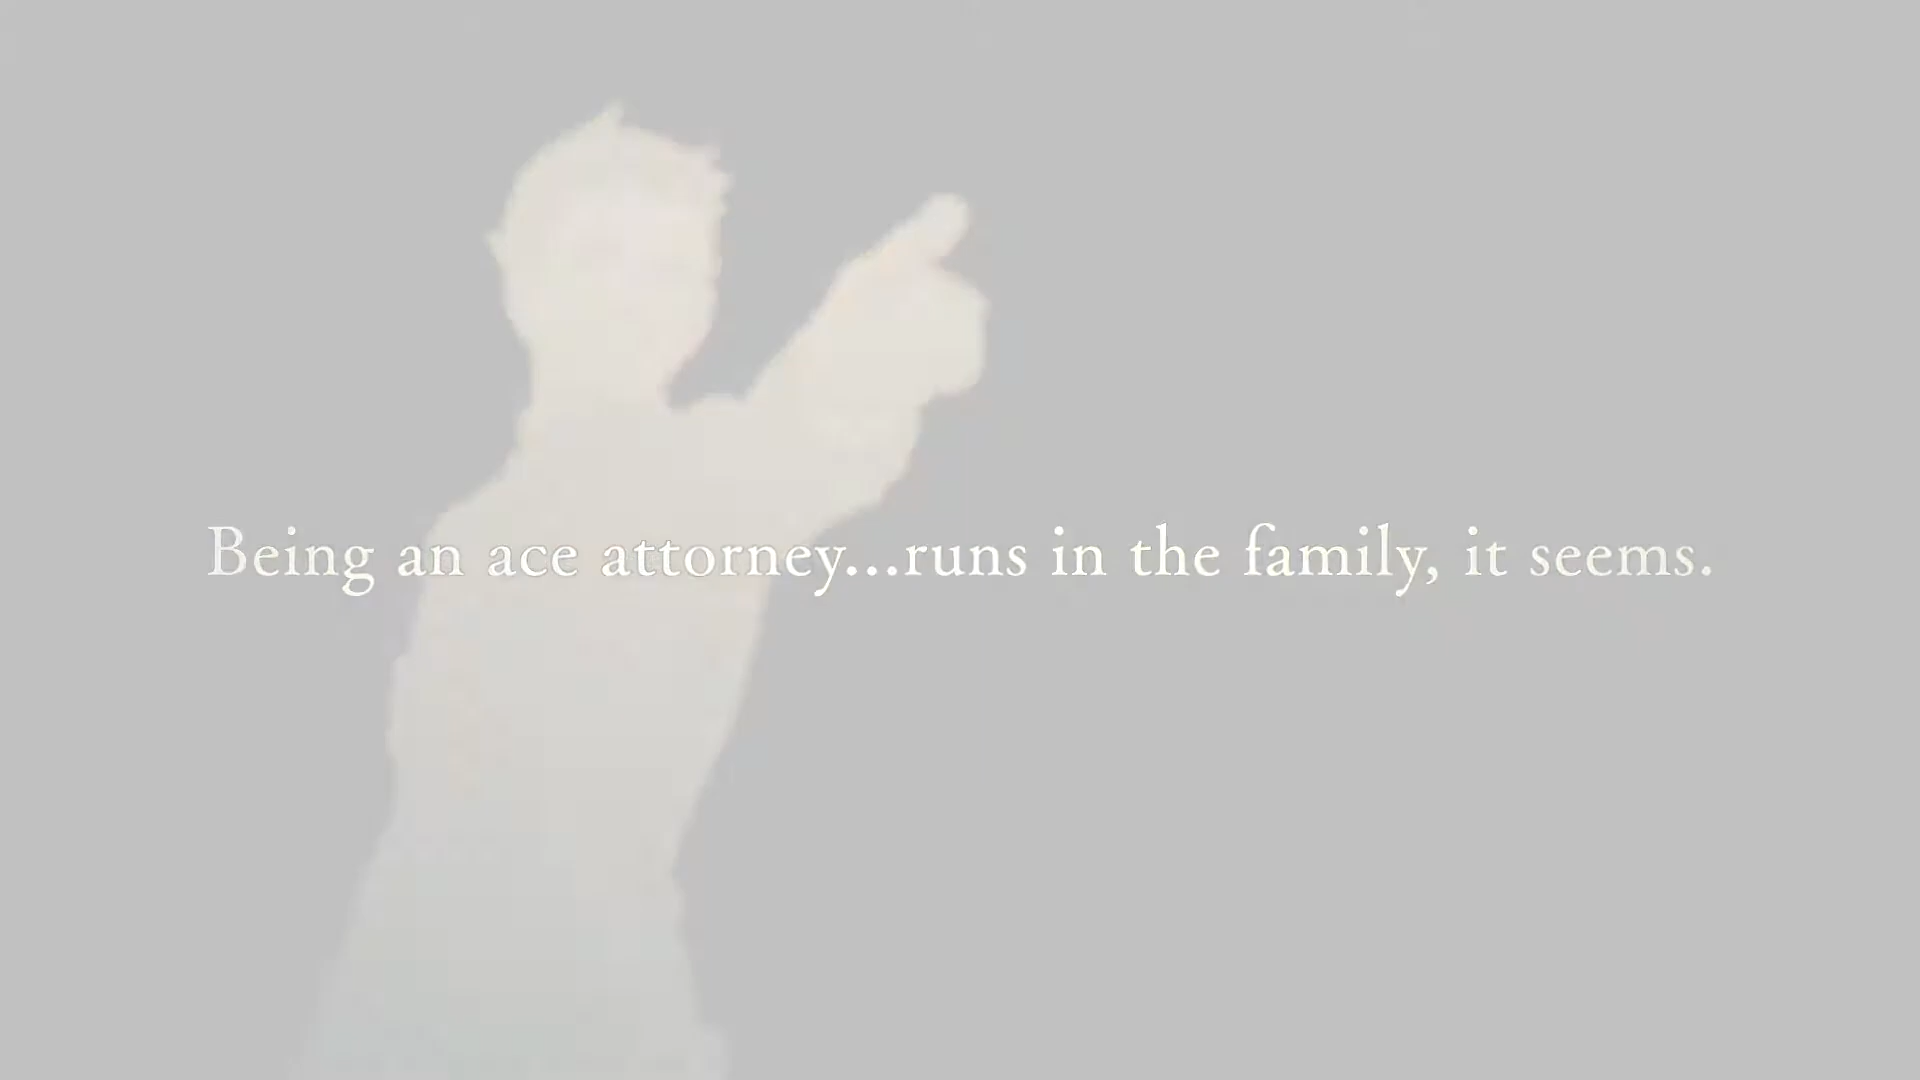 Being an ace attorney...runs in the family, it seems.